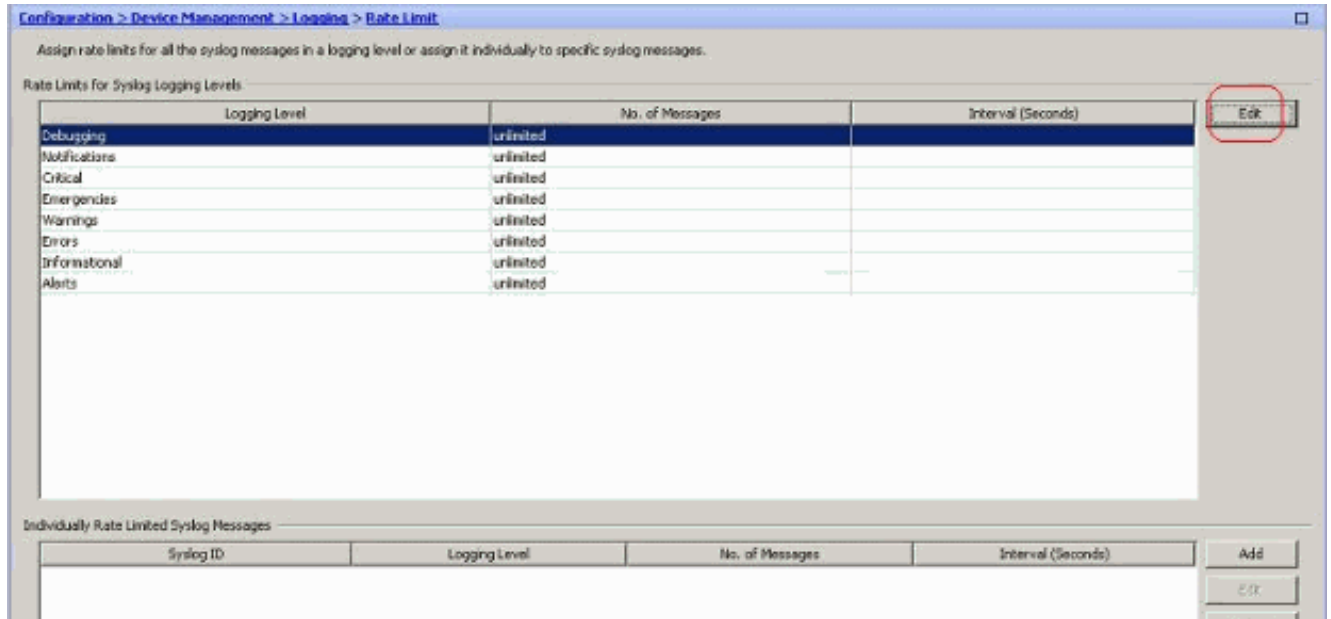 Configuration > Device Management > Logging > Rate Limit
Assign rate limits for all the syslog messages in a logging level or assign it individually to specific syslog messages.
Rate Limits for Syslog Logging Levels
Logging Level No. of Messages Interval (Seconds) Edit
Debugging unlimited
Notifications unlimited
Critical unlimited
Emergencies unlimited
Warnings unlimited
Errors unlimited
Informational unlimited
Alerts unlimited
Individually Rate Limited Syslog Messages
Syslog ID Logging Level No. of Messages Interval (Seconds) Add
Edit